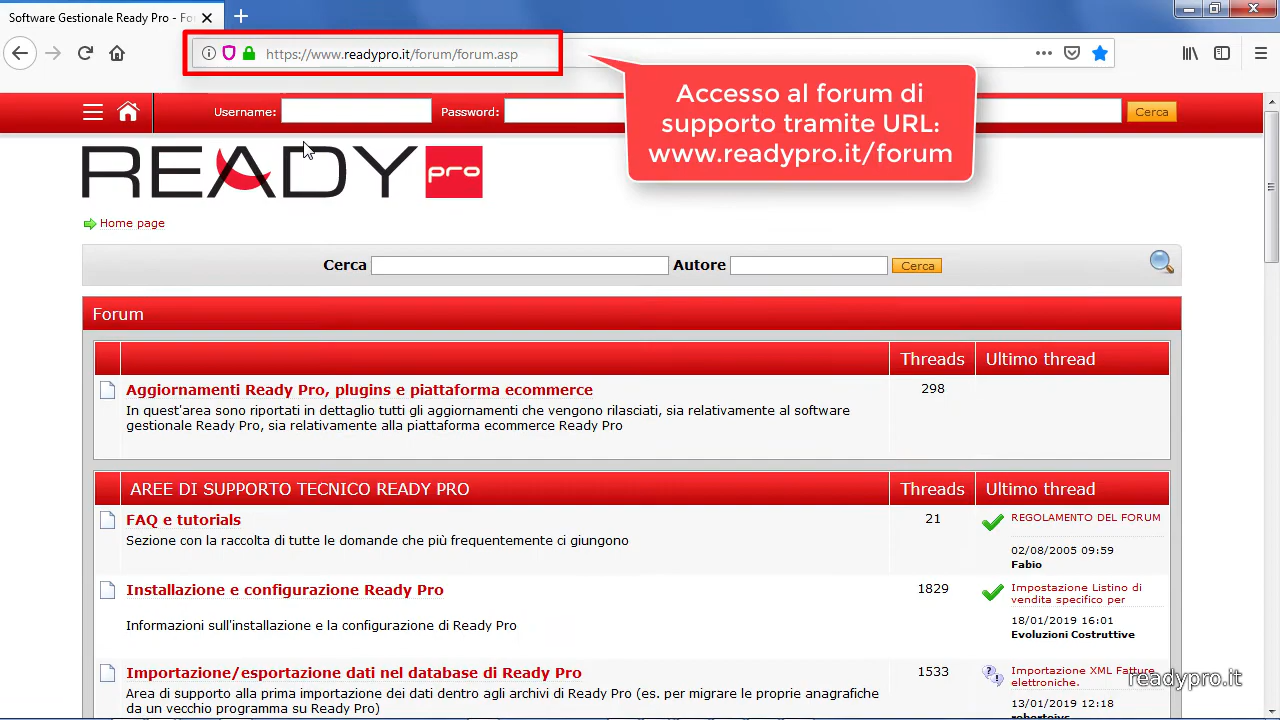 Software Gestionale Ready Pro - Fo
https://www.readypro.it/forum/forum.asp
Accesso al forum di
supporto tramite URL:
www.readypro.it/forum
Username:
Password:
Cerca
READY pro
Home page
Cerca
Autore
Cerca
Forum
Threads
Ultimo thread
Aggiornamenti Ready Pro, plugins e piattaforma ecommerce
298
In quest'area sono riportati in dettaglio tutti gli aggiornamenti che vengono rilasciati, sia relativamente al software
gestionale Ready Pro, sia relativamente alla piattaforma ecommerce Ready Pro
AREE DI SUPPORTO TECNICO READY PRO
Threads
Ultimo thread
FAQ e tutorials
21
REGOLAMENTO DEL FORUM
Sezione con la raccolta di tutte le domande che più frequentemente ci giungono
02/08/2005 09:59
Fabio
Installazione e configurazione Ready Pro
1829
Impostazione Listino di
vendita specifico per
Informazioni sull'installazione e la configurazione di Ready Pro
18/01/2019 16:01
Evoluzioni Costruttive
Importazione/esportazione dati nel database di Ready Pro
1533
Importazione XML Fatture
elettroniche.
Area di supporto alla prima importazione dei dati dentro agli archivi di Ready Pro (es. per migrare le proprie anagrafiche
da un vecchio programma su Ready Pro)
13/01/2019 12:18
readypro.it